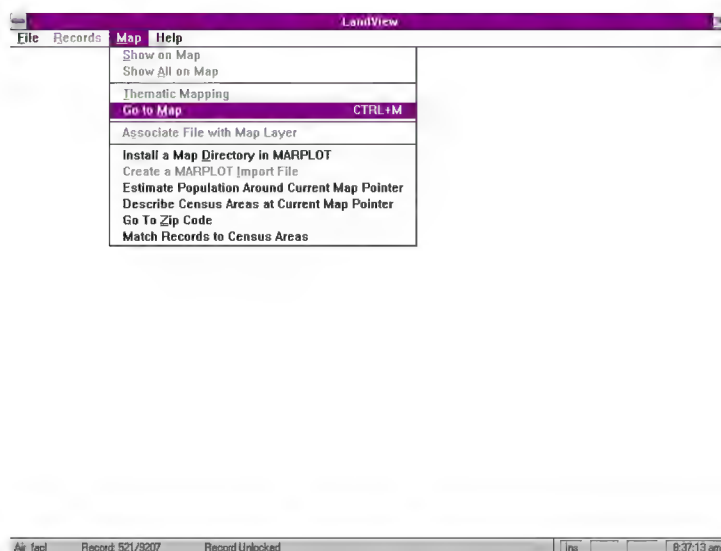 LandView
File Records Map Help
Show on Map
Show All on Map
Thematic Mapping
Go to Map CTRL+M
Associate File with Map Layer
Install a Map Directory in MARPLOT
Create a MARPLOT Import File
Estimate Population Around Current Map Pointer
Describe Census Areas at Current Map Pointer
Go To Zip Code
Match Records to Census Areas
Air facl Record: 521/9207 Record Unlocked Ins 8:37:13 am